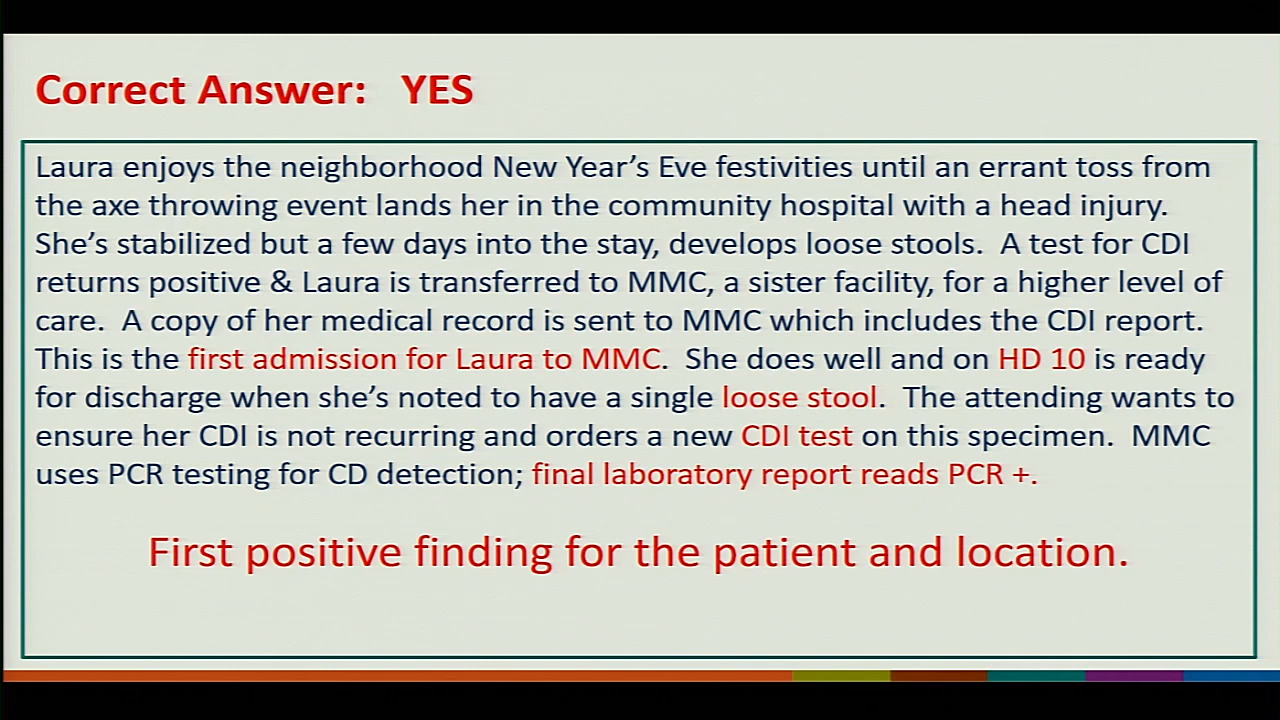 Correct Answer: YES
Laura enjoys the neighborhood New Year's Eve festivities until an errant toss from
the axe throwing event lands her in the community hospital with a head injury.
She's stabilized but a few days into the stay, develops loose stools. A test for CDI
returns positive & Laura is transferred to MMC, a sister facility, for a higher level of
care. A copy of her medical record is sent to MMC which includes the CDI report.
This is the first admission for Laura to MMC. She does well and on HD 10 is ready
for discharge when she's noted to have a single loose stool. The attending wants to
ensure her CDI is not recurring and orders a new CDI test on this specimen. MMC
uses PCR testing for CD detection; final laboratory report reads PCR +.
First positive finding for the patient and location.